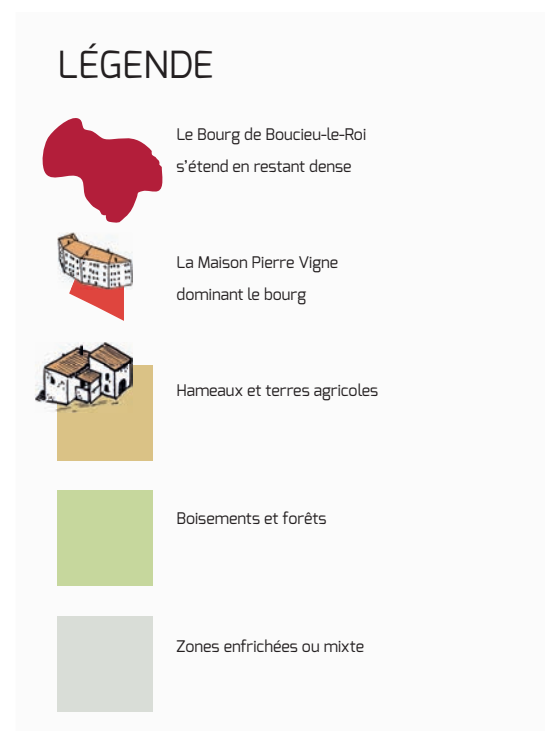 LÉGENDE
Le Bourg de Boucieu-le-Roi
s'étend en restant dense
La Maison Pierre Vigne
dominant le bourg
Hameaux et terres agricoles
Boisements et forêts
Zones enfrichées ou mixte